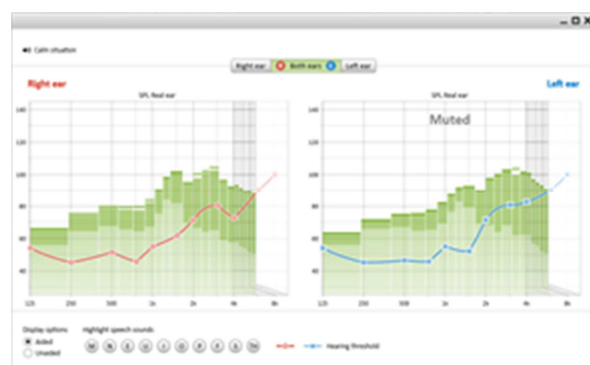 Calm situation
Right ear Both ears Left ear
Right ear
Left ear
SPL Real ear
SPL Real ear
Muted
140
120
100
80
60
40
140
120
100
80
60
40
125 250 500 1k 2k 4k 8k
125 250 500 1k 2k 4k 8k
Display options
Highlight speech sounds:
Aided
Unaided
M N E U I O P F S TH
Hearing threshold